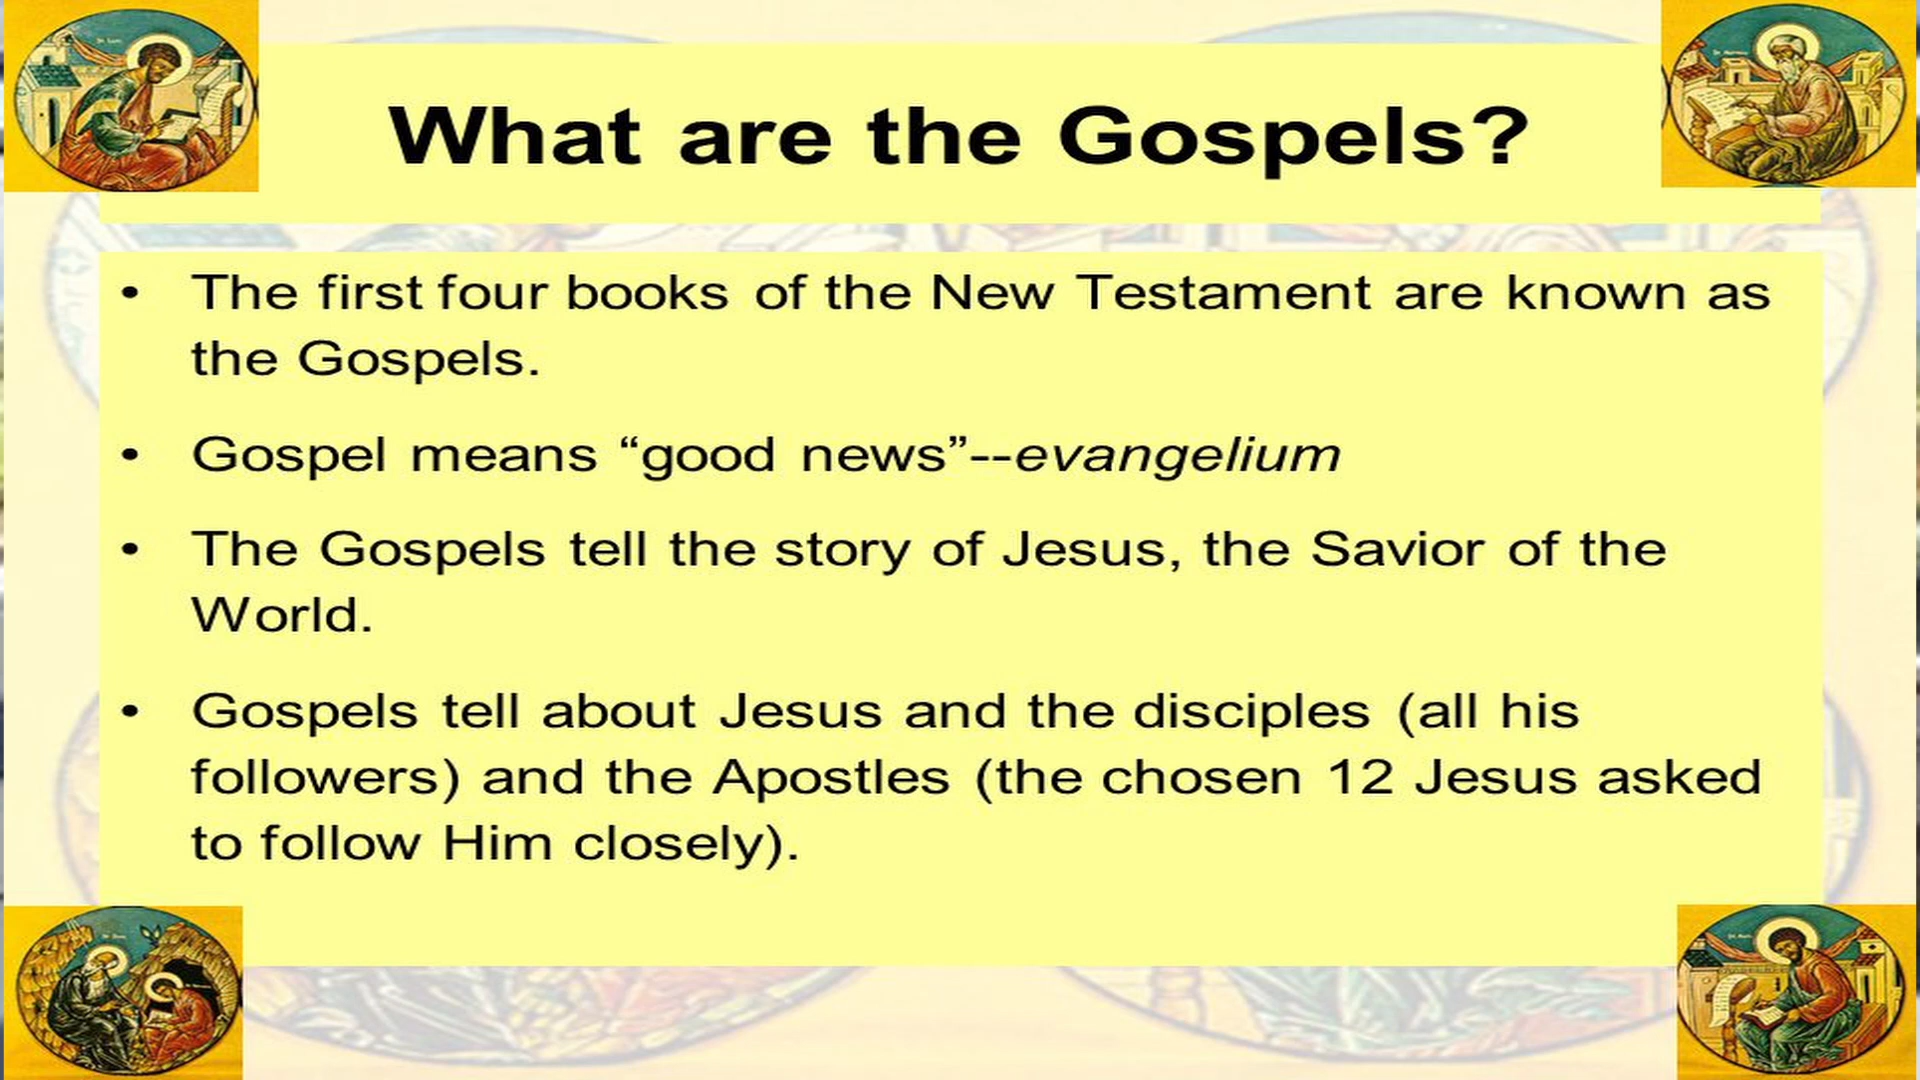 What are the Gospels?
• The first four books of the New Testament are known as
the Gospels.
• Gospel means “good news”--evangelium
• The Gospels tell the story of Jesus, the Savior of the
World.
• Gospels tell about Jesus and the disciples (all his
followers) and the Apostles (the chosen 12 Jesus asked
to follow Him closely).